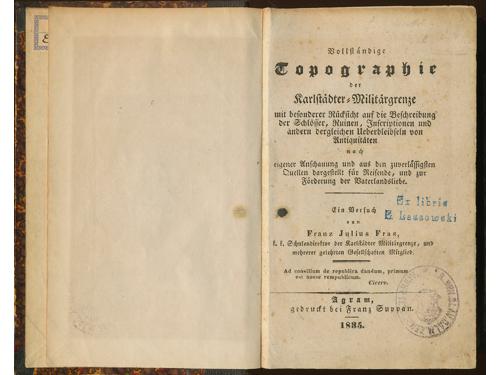 Vollständige
Topographie
der
Karlstädter-Militärgrenze
mit besonderer Rücksicht auf die Beschreibung
der Schlösser, Ruinen, Inscriptionen und
andern dergleichen Ueberbleibseln von
Antiquitäten
nach
eigener Anschauung und aus den zuverlässigsten
Quellen dargestellt für Reisende, und zur
Förderung der Vaterlandsliebe.
Ein Versuch
von
Franz Julius Fras,
k. k. Schulendirektor der Karlstädter Militärgrenze, und
mehrerer gelehrten Gesellschaften Mitglied.
Ex libris
E. Laszowski
Ad consilium de republica dandum, primum
est nosse rempublicam.
Cicero.
Agram,
gedruckt bei Franz Suppan.
1835.